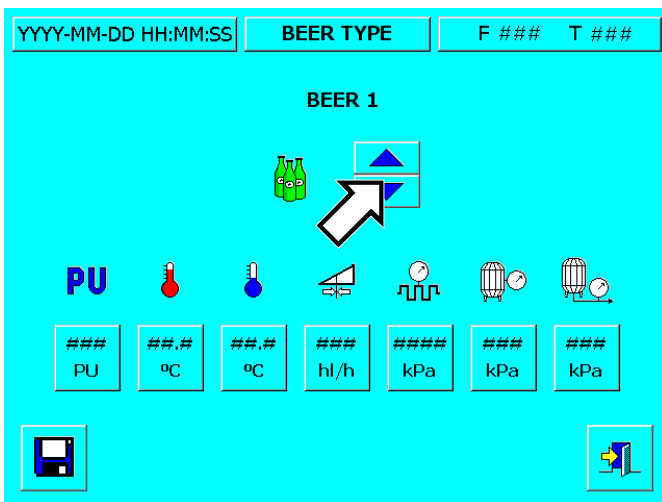 YYYY-MM-DD HH:MM:SS BEER TYPE F ### T ###
BEER 1
PU
### ##.# ##.# ### #### ### ###
PU ºC ºC hl/h kPa kPa kPa